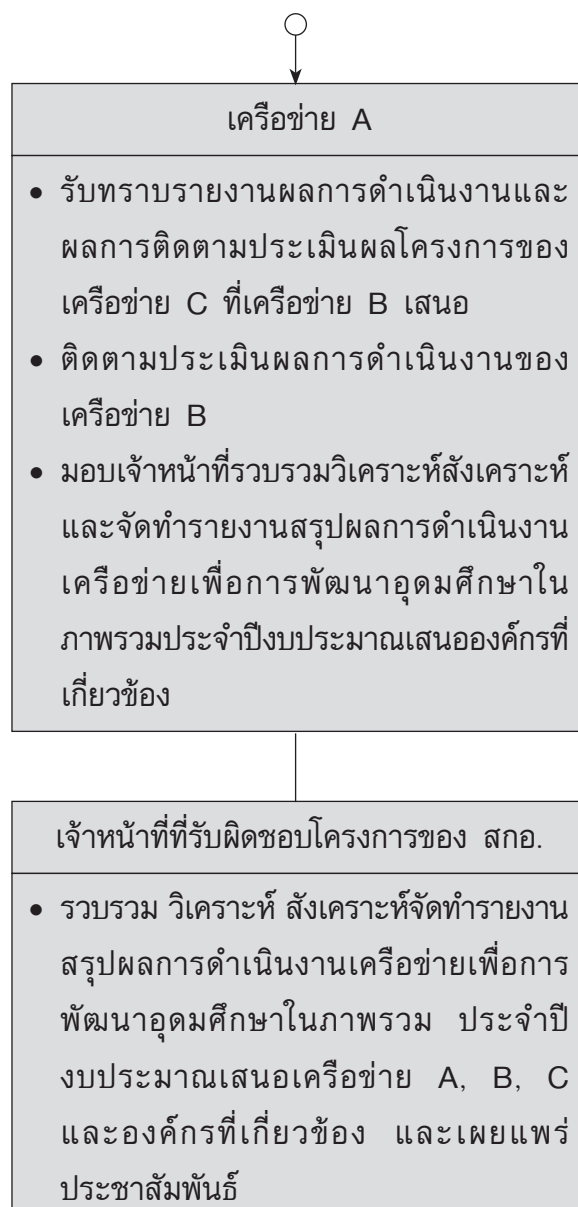 เครือข่าย A
• รับทราบรายงานผลการดำเนินงานและ
ผลการติดตามประเมินผลโครงการของ
เครือข่าย C ที่เครือข่าย B เสนอ
• ติดตามประเมินผลการดำเนินงานของ
เครือข่าย B
• มอบเจ้าหน้าที่รวบรวมวิเคราะห์สังเคราะห์
และจัดทำรายงานสรุปผลการดำเนินงาน
เครือข่ายเพื่อการพัฒนาอุดมศึกษาใน
ภาพรวมประจำปีงบประมาณเสนอองค์กรที่
เกี่ยวข้อง
เจ้าหน้าที่ที่รับผิดชอบโครงการของ สกอ.
• รวบรวม วิเคราะห์ สังเคราะห์จัดทำรายงาน
สรุปผลการดำเนินงานเครือข่ายเพื่อการ
พัฒนาอุดมศึกษาในภาพรวม ประจำปี
งบประมาณเสนอเครือข่าย A, B, C
และองค์กรที่เกี่ยวข้อง และเผยแพร่
ประชาสัมพันธ์